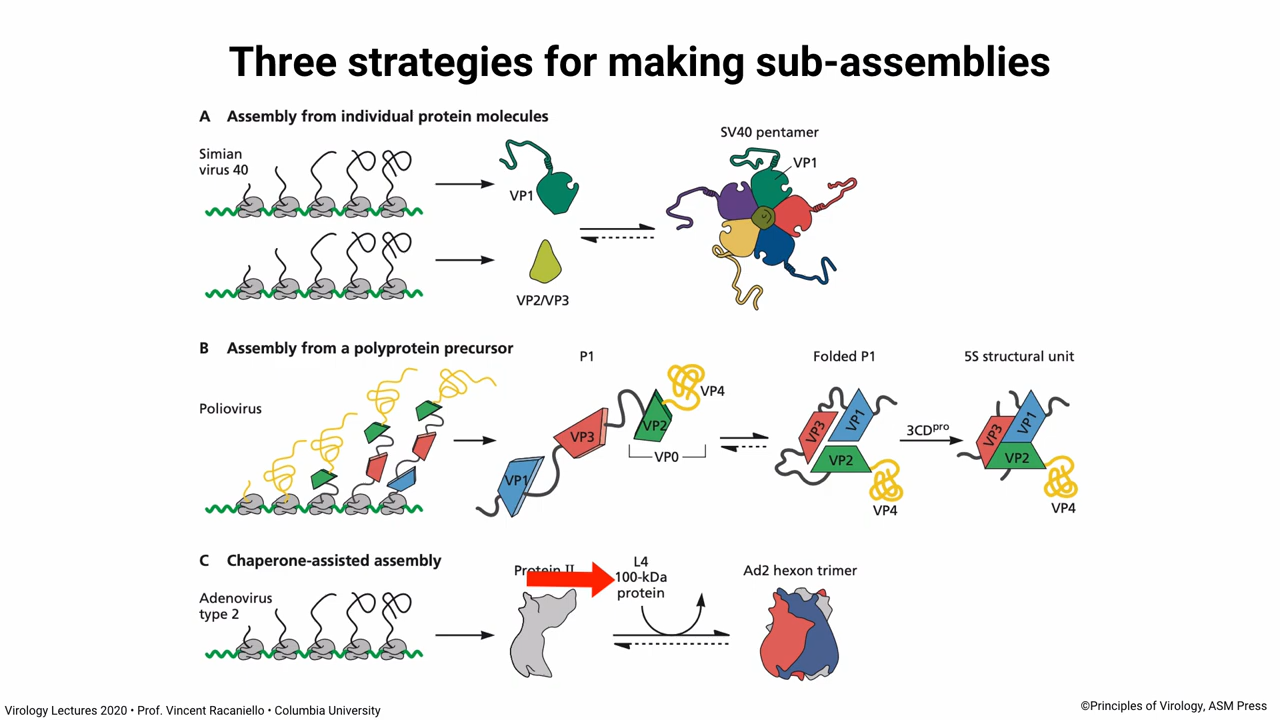 Three strategies for making sub-assemblies
A Assembly from individual protein molecules
Simian
virus 40
VP1
VP2/VP3
SV40 pentamer
VP1
B Assembly from a polyprotein precursor
Poliovirus
P1
VP1
VP3
VP2
VP4
VP0
Folded P1
VP3
VP1
VP2
VP4
3CDpro
5S structural unit
VP3
VP1
VP2
VP4
C Chaperone-assisted assembly
Adenovirus
type 2
Protein II
L4
100-kDa
protein
Ad2 hexon trimer
Virology Lectures 2020 • Prof. Vincent Racaniello • Columbia University
©Principles of Virology, ASM Press